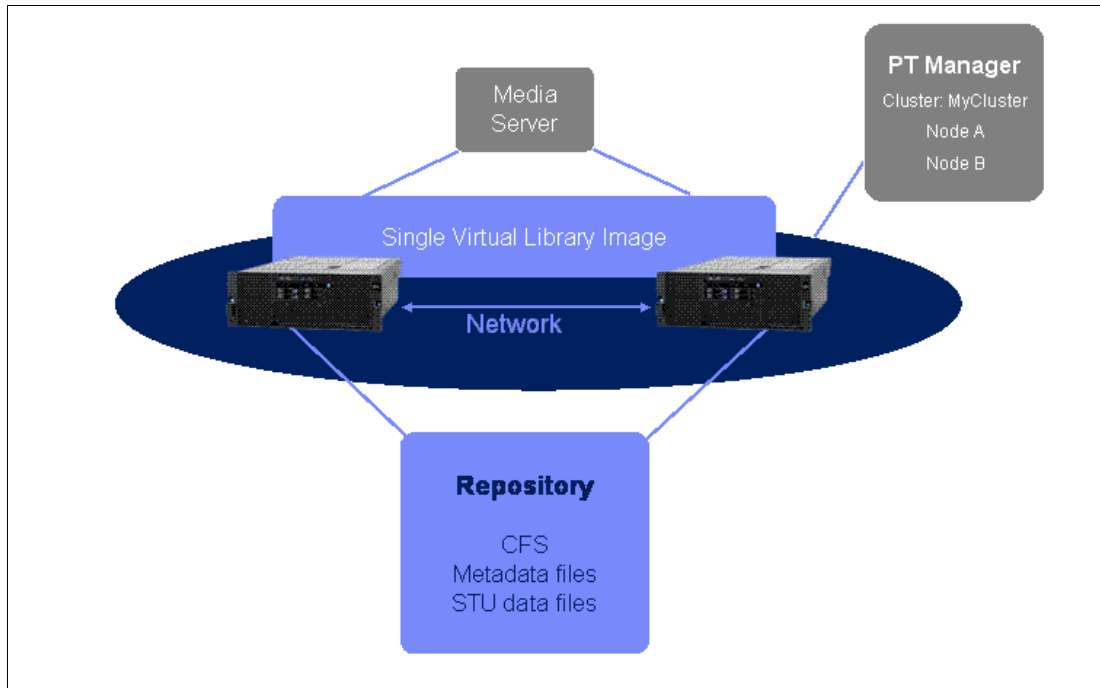 PT Manager
Cluster: MyCluster
Node A
Node B
Media
Server
Single Virtual Library Image
Network
Repository
CFS
Metadata files
STU data files